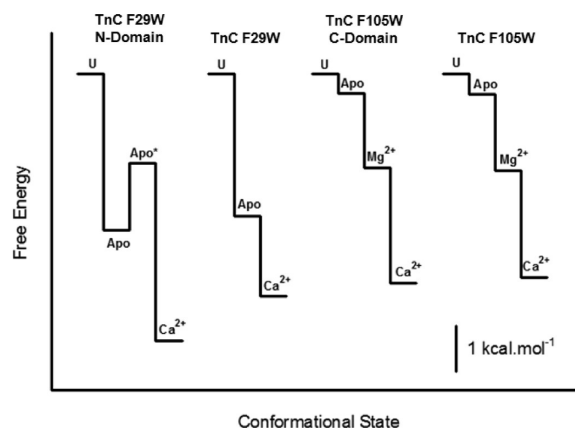 TnC F29W
N-Domain
TnC F29W
TnC F105W
C-Domain
TnC F105W
U
Apo
Apo*
Ca2+
U
Apo
Ca2+
U
Apo
Mg2+
Ca2+
U
Apo
Mg2+
Ca2+
Free Energy
1 kcal.mol-1
Conformational State